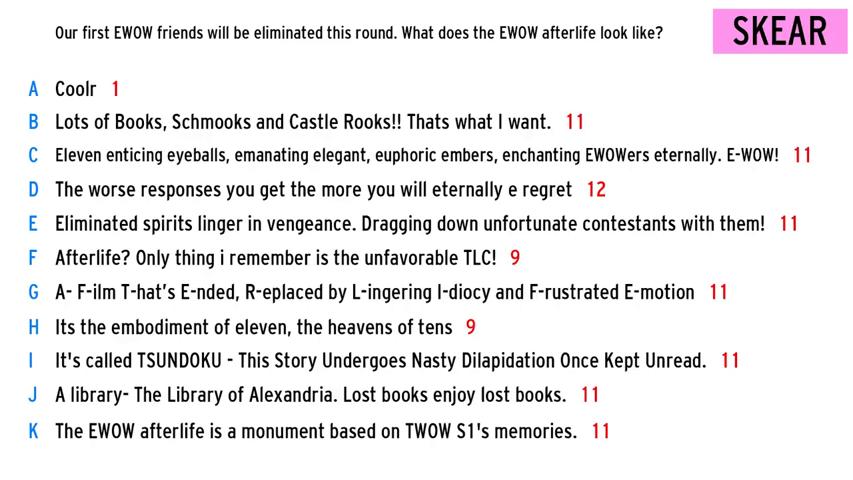 Our first EWOW friends will be eliminated this round. What does the EWOW afterlife look like?
SKEAR
A Coolr 1
B Lots of Books, Schmooks and Castle Rooks!! Thats what I want. 11
C Eleven enticing eyeballs, emanating elegant, euphoric embers, enchanting EWOWers eternally. E-WOW! 11
D The worse responses you get the more you will eternally e regret 12
E Eliminated spirits linger in vengeance. Dragging down unfortunate contestants with them! 11
F Afterlife? Only thing i remember is the unfavorable TLC! 9
G A- F-ilm T-hat's E-nded, R-eplaced by L-ingering I-diocy and F-rustrated E-motion 11
H Its the embodiment of eleven, the heavens of tens 9
I It's called TSUNDOKU - This Story Undergoes Nasty Dilapidation Once Kept Unread. 11
J A library- The Library of Alexandria. Lost books enjoy lost books. 11
K The EWOW afterlife is a monument based on TWOW S1's memories. 11